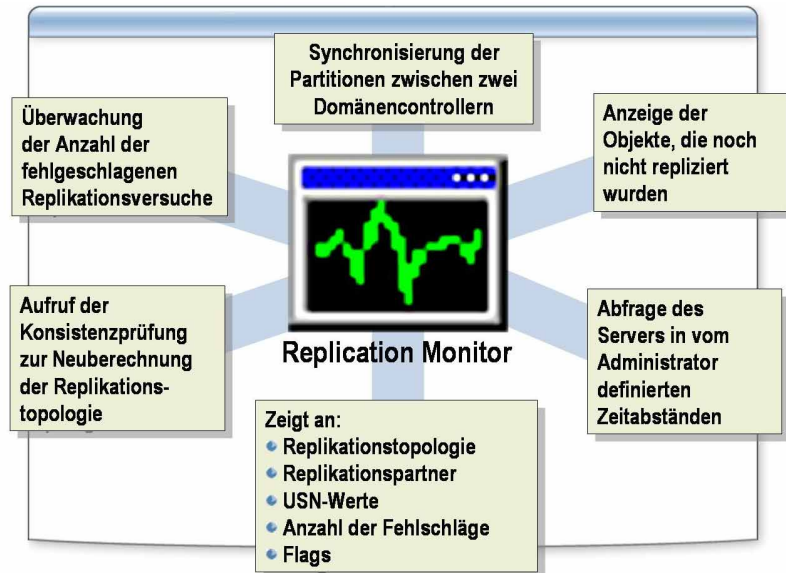 Synchronisierung der
Partitionen zwischen zwei
Domänencontrollern
Überwachung
der Anzahl der
fehlgeschlagenen
Replikationsversuche
Anzeige der
Objekte, die noch
nicht repliziert
wurden
Aufruf der
Konsistenzprüfung
zur Neuberechnung
der Replikations-
topologie
Replication Monitor
Abfrage des
Servers in vom
Administrator
definierten
Zeitabständen
Zeigt an:
Replikationstopologie
Replikationspartner
USN-Werte
Anzahl der Fehlschläge
Flags